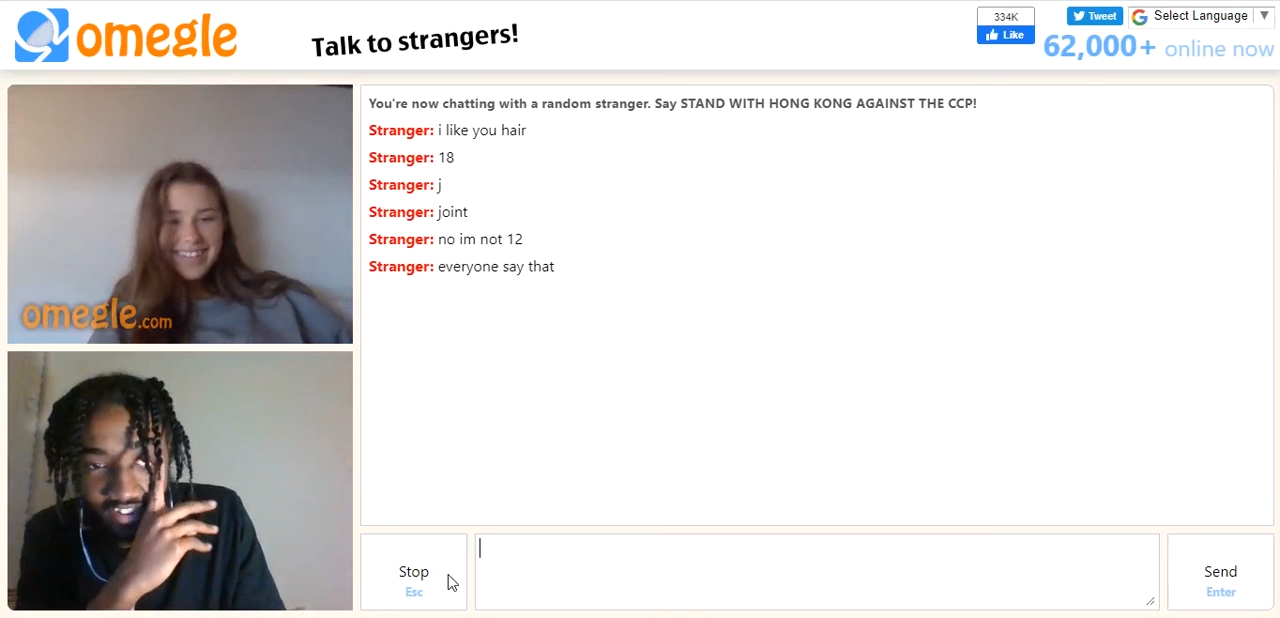 omegle
Talk to strangers!
334K
Like
Tweet
Select Language ▼
62,000+ online now
You're now chatting with a random stranger. Say STAND WITH HONG KONG AGAINST THE CCP!
Stranger: i like you hair
Stranger: 18
Stranger: j
Stranger: joint
Stranger: no im not 12
Stranger: everyone say that
omegle.com
Stop
Esc
Send
Enter